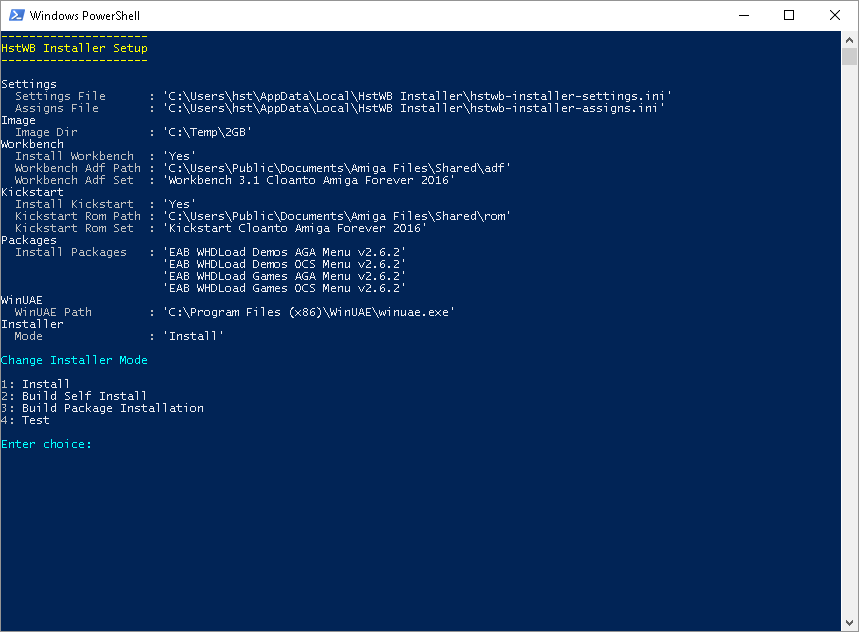 Windows PowerShell
---------------------
HstWB Installer Setup
---------------------
Settings
Settings File : 'C:\Users\hst\AppData\Local\HstWB Installer\hstwb-installer-settings.ini'
Assigns File : 'C:\Users\hst\AppData\Local\HstWB Installer\hstwb-installer-assigns.ini'
Image
Image Dir : 'C:\Temp\2GB'
Workbench
Install Workbench : 'Yes'
Workbench Adf Path : 'C:\Users\Public\Documents\Amiga Files\Shared\adf'
Workbench Adf Set : 'Workbench 3.1 Cloanto Amiga Forever 2016'
Kickstart
Install Kickstart : 'Yes'
Kickstart Rom Path : 'C:\Users\Public\Documents\Amiga Files\Shared\rom'
Kickstart Rom Set : 'Kickstart Cloanto Amiga Forever 2016'
Packages
Install Packages : 'EAB WHDLoad Demos AGA Menu v2.6.2'
'EAB WHDLoad Demos OCS Menu v2.6.2'
'EAB WHDLoad Games AGA Menu v2.6.2'
'EAB WHDLoad Games OCS Menu v2.6.2'
WinUAE
WinUAE Path : 'C:\Program Files (x86)\WinUAE\winuae.exe'
Installer
Mode : 'Install'
Change Installer Mode
1: Install
2: Build Self Install
3: Build Package Installation
4: Test
Enter choice: